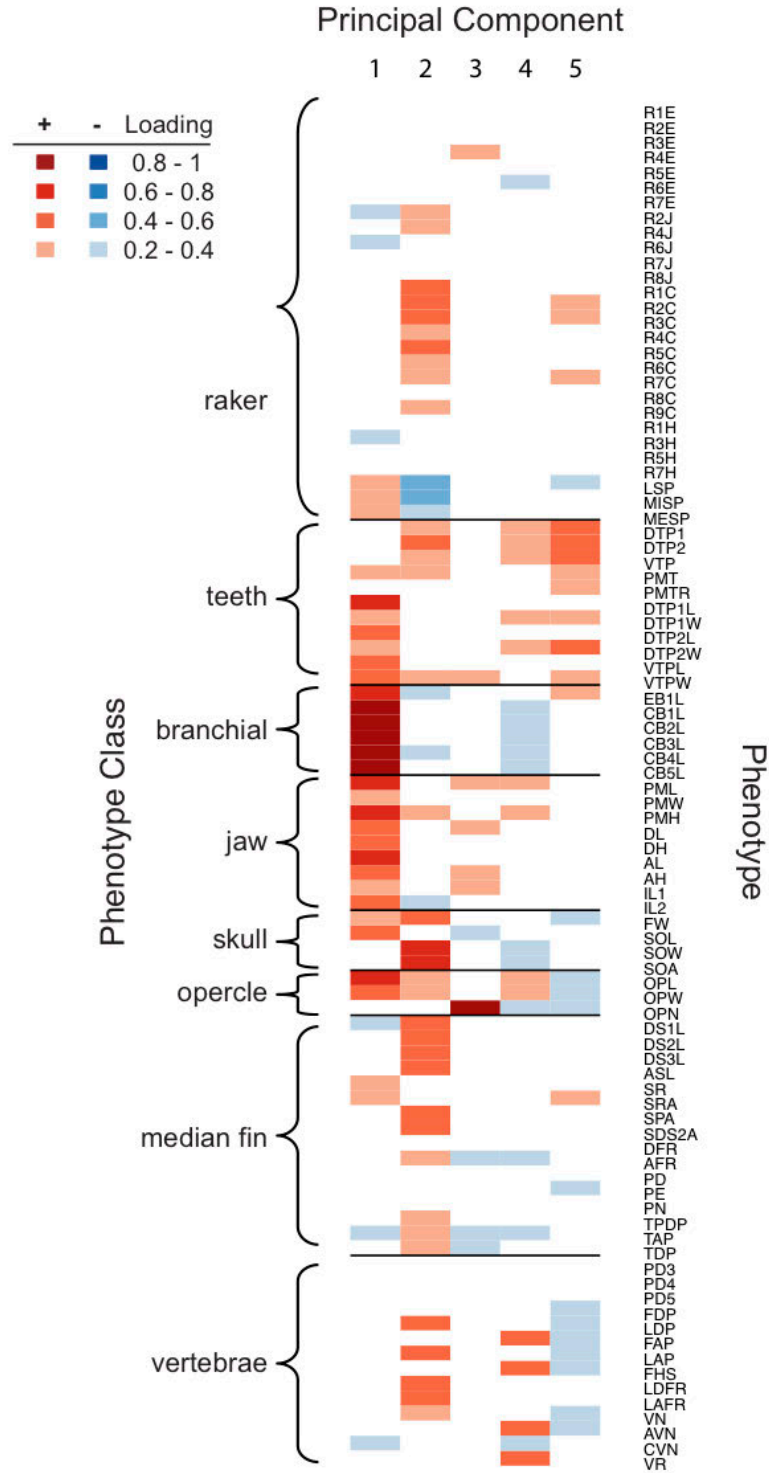 Principal Component
1 2 3 4 5
+ - Loading
0.8 - 1
0.6 - 0.8
0.4 - 0.6
0.2 - 0.4
Phenotype Class
raker
teeth
branchial
jaw
skull
opercle
median fin
vertebrae
R1E
R2E
R3E
R4E
R5E
R6E
R7E
R2J
R4J
R6J
R7J
R8J
R1C
R2C
R3C
R4C
R5C
R6C
R7C
R8C
R9C
R1H
R3H
R5H
R7H
LSP
MISP
MESP
DTP1
DTP2
VTP
PMT
PMTR
DTP1L
DTP1W
DTP2L
DTP2W
VTPL
VTPW
EB1L
CB1L
CB2L
CB3L
CB4L
CB5L
PML
PMW
PMH
DL
DH
AL
AH
IL1
IL2
FW
SOL
SOW
SOA
OPL
OPW
OPN
DS1L
DS2L
DS3L
ASL
SR
SRA
SPA
SDS2A
DFR
AFR
PD
PE
PN
TPDP
TAP
TDP
PD3
PD4
PD5
FDP
LDP
FAP
LAP
FHS
LDFR
LAFR
VN
AVN
CVN
VR
Phenotype